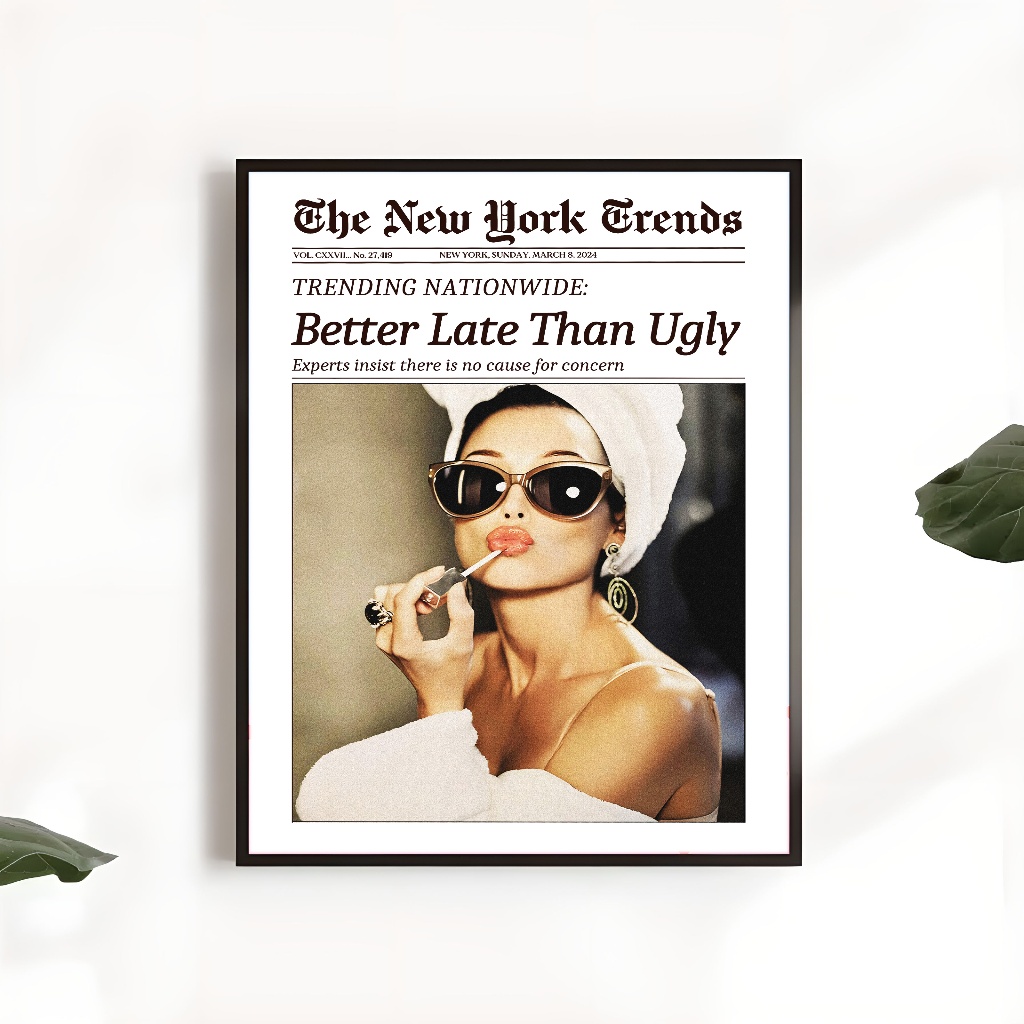 The New York Trends
VOL. CXXVII... No. 27,419 NEW YORK, SUNDAY, MARCH 8, 2024
TRENDING NATIONWIDE:
Better Late Than Ugly
Experts insist there is no cause for concern